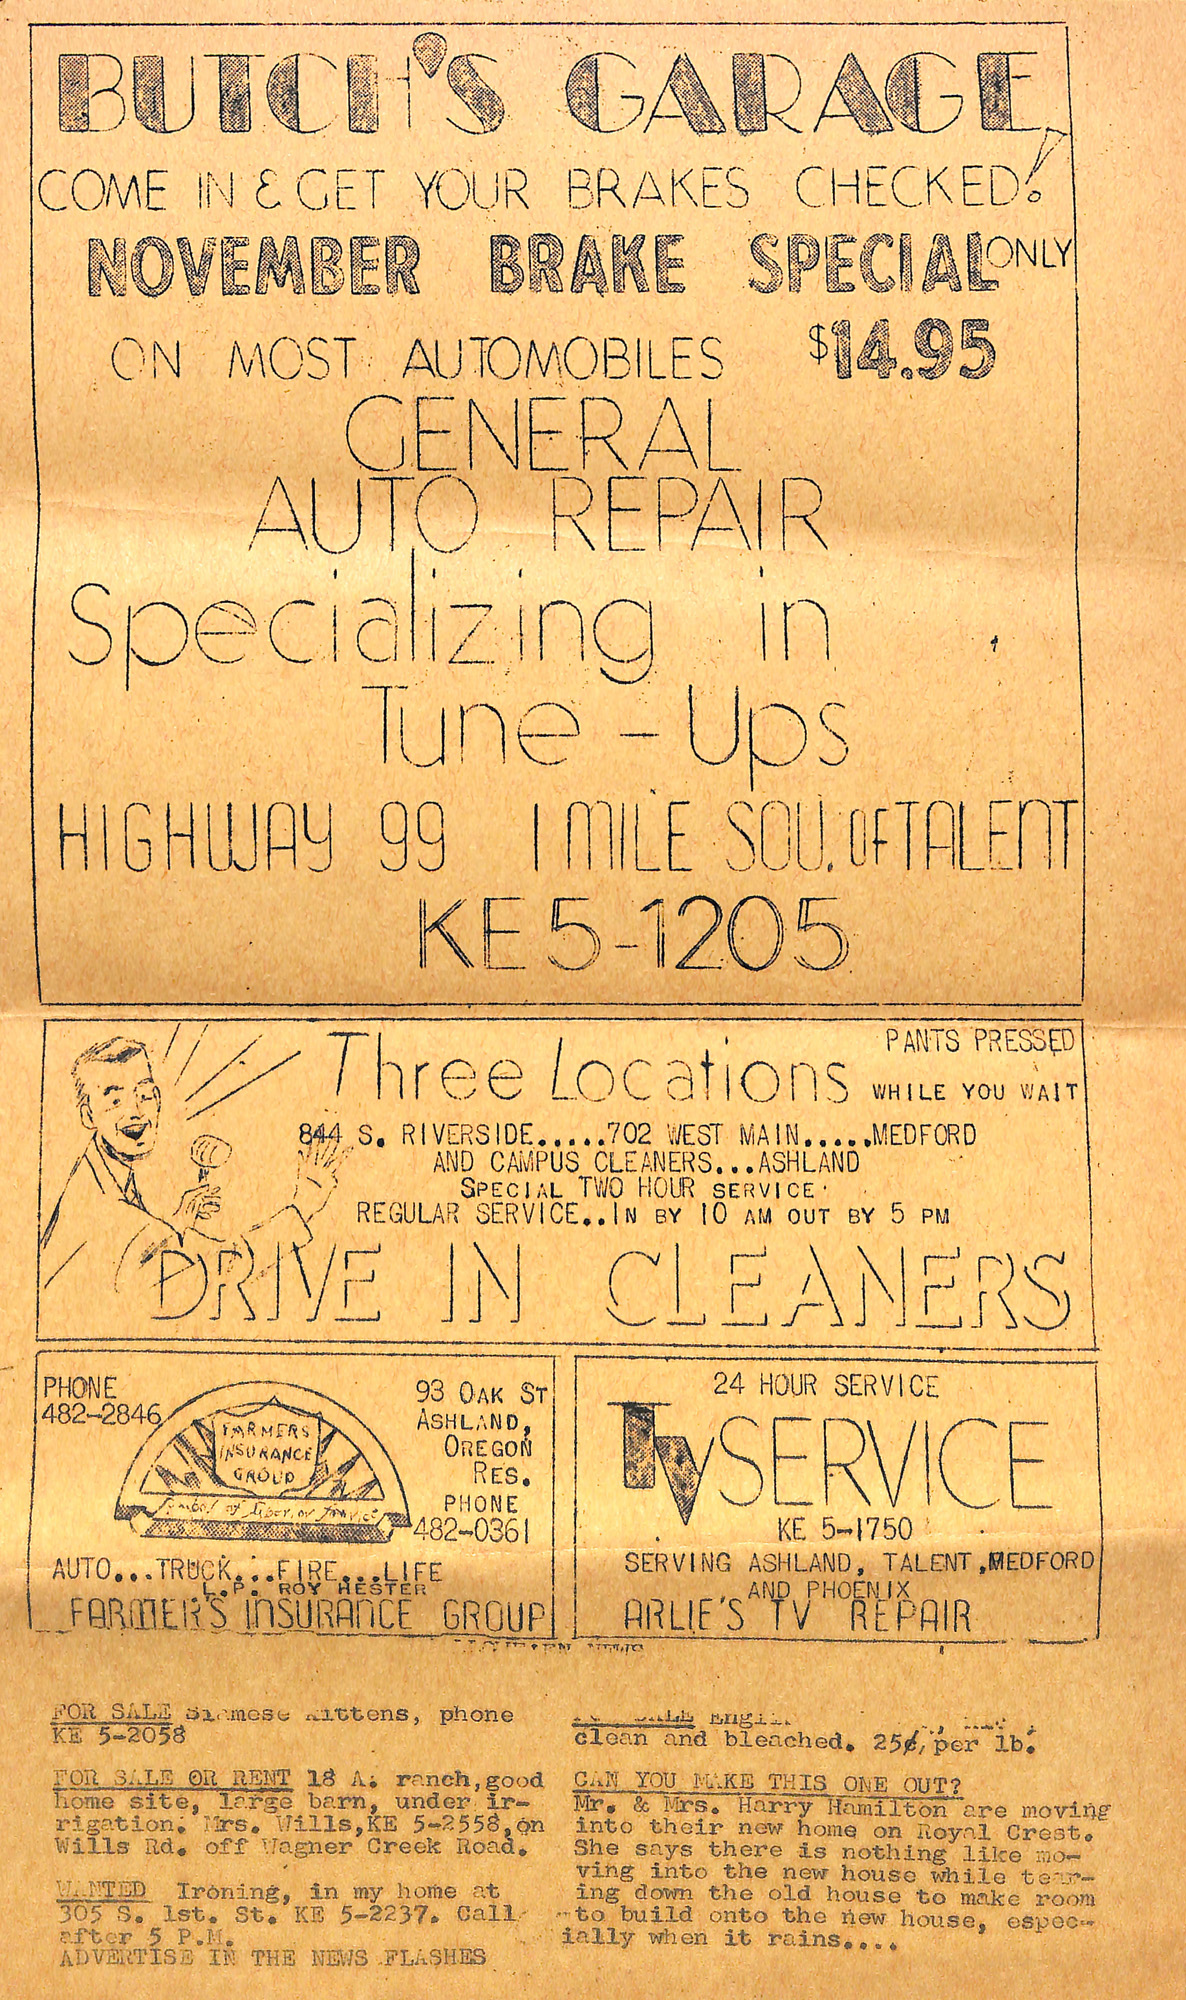 BUTCH'S GARAGE
COME IN & GET YOUR BRAKES CHECKED!
NOVEMBER BRAKE SPECIAL ONLY
ON MOST AUTOMOBILES $14.95
GENERAL
AUTO REPAIR
Specializing in
Tune-Ups
HIGHWAY 99 1 MILE SOU. OF TALENT
KE 5-1205
Three Locations PANTS PRESSED
WHILE YOU WAIT
844 S. RIVERSIDE.....702 WEST MAIN.....MEDFORD
AND CAMPUS CLEANERS...ASHLAND
SPECIAL TWO HOUR SERVICE.
REGULAR SERVICE..IN BY 10 AM OUT BY 5 PM
DRIVE IN CLEANERS
PHONE
482-2846
FARMERS
INSURANCE
GROUP
Symbol of Superior Service
93 OAK ST
ASHLAND,
OREGON
RES.
PHONE
482-0361
AUTO...TRUCK...FIRE...LIFE
L.P. ROY HESTER
FARMER'S INSURANCE GROUP
24 HOUR SERVICE
TV SERVICE
KE 5-1750
SERVING ASHLAND, TALENT, MEDFORD
AND PHOENIX
ARLIE'S TV REPAIR
NEWS
FOR SALE Siamese kittens, phone
KE 5-2058
FOR SALE OR RENT 18 A. ranch, good
home site, large barn, under ir-
rigation. Mrs. Wills, KE 5-2558, on
Wills Rd. off Wagner Creek Road.
WANTED Ironing, in my home at
305 S. 1st. St. KE 5-2237. Call
after 5 P.M.
ADVERTISE IN THE NEWS FLASHES
SALE
clean and bleached. 25¢, per lb.
CAN YOU MAKE THIS ONE OUT?
Mr. & Mrs. Harry Hamilton are moving
into their new home on Royal Crest.
She says there is nothing like mo-
ving into the new house while tear-
ing down the old house to make room
to build onto the new house, espec-
ially when it rains....